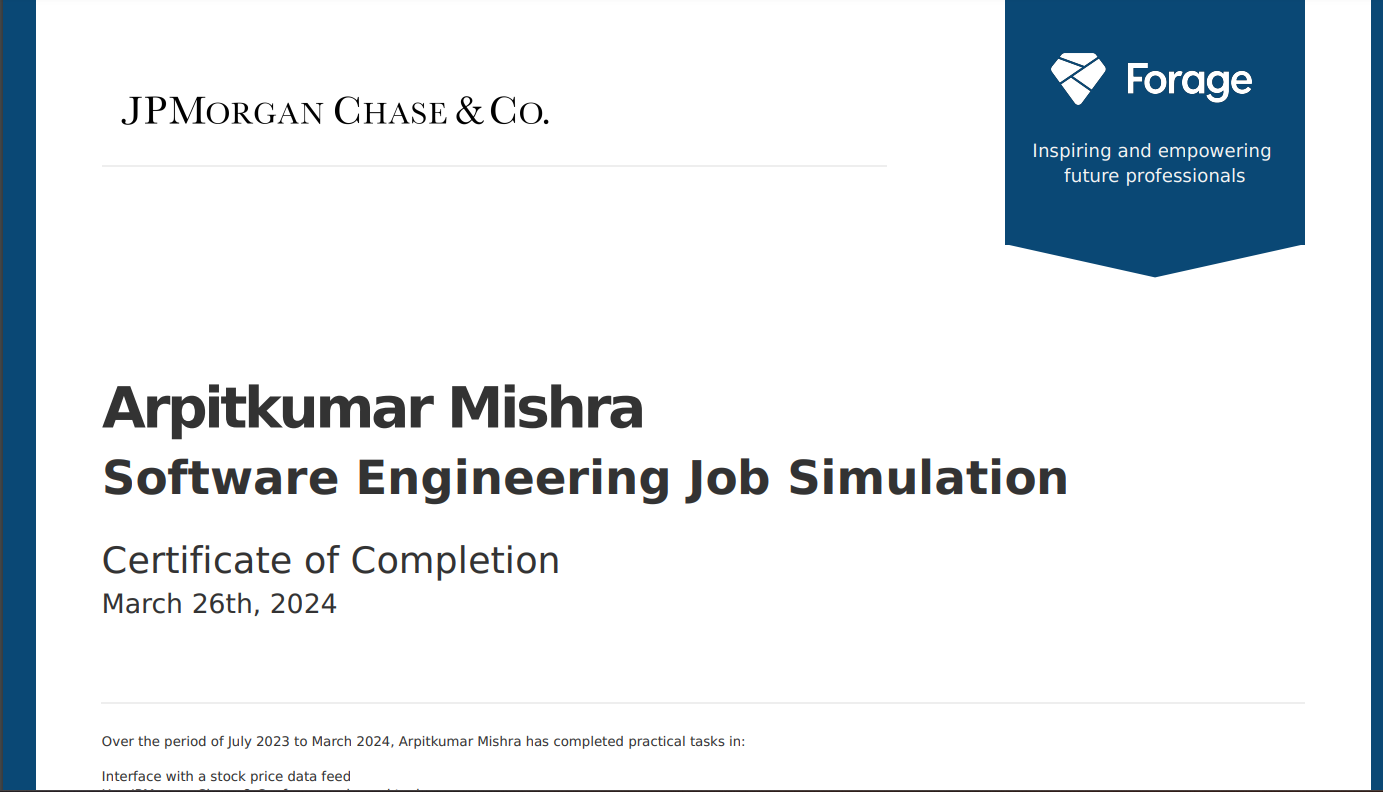 JPMORGAN CHASE & CO.
Forage
Inspiring and empowering
future professionals
Arpitkumar Mishra
Software Engineering Job Simulation
Certificate of Completion
March 26th, 2024
Over the period of July 2023 to March 2024, Arpitkumar Mishra has completed practical tasks in:
Interface with a stock price data feed